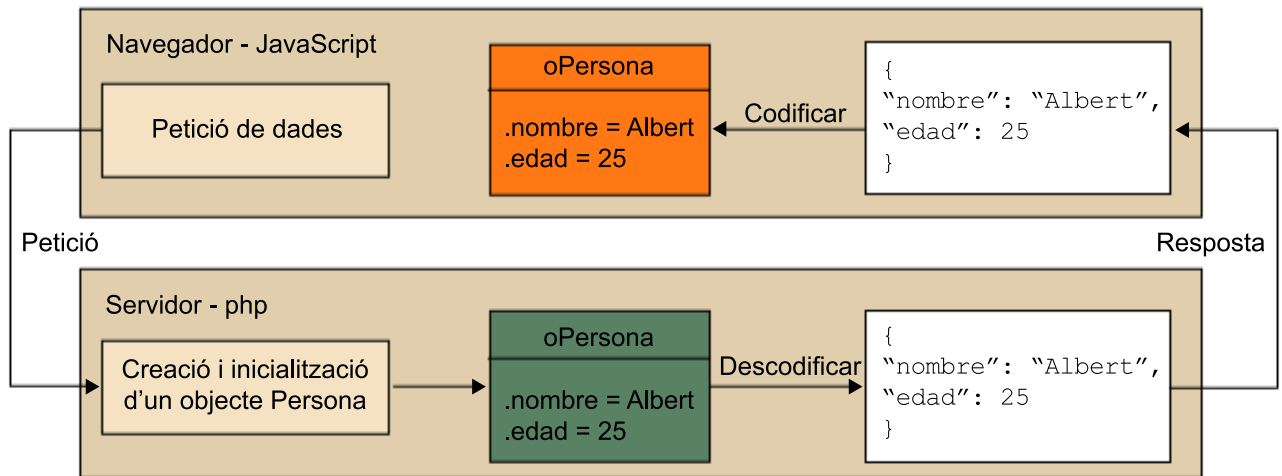 Navegador - JavaScript
Petició de dades
oPersona
.nombre = Albert
.edad = 25
Codificar
{
“nombre”: “Albert”,
“edad”: 25
}
Petició
Resposta
Servidor - php
Creació i inicialització
d’un objecte Persona
oPersona
.nombre = Albert
.edad = 25
Descodificar
{
“nombre”: “Albert”,
“edad”: 25
}